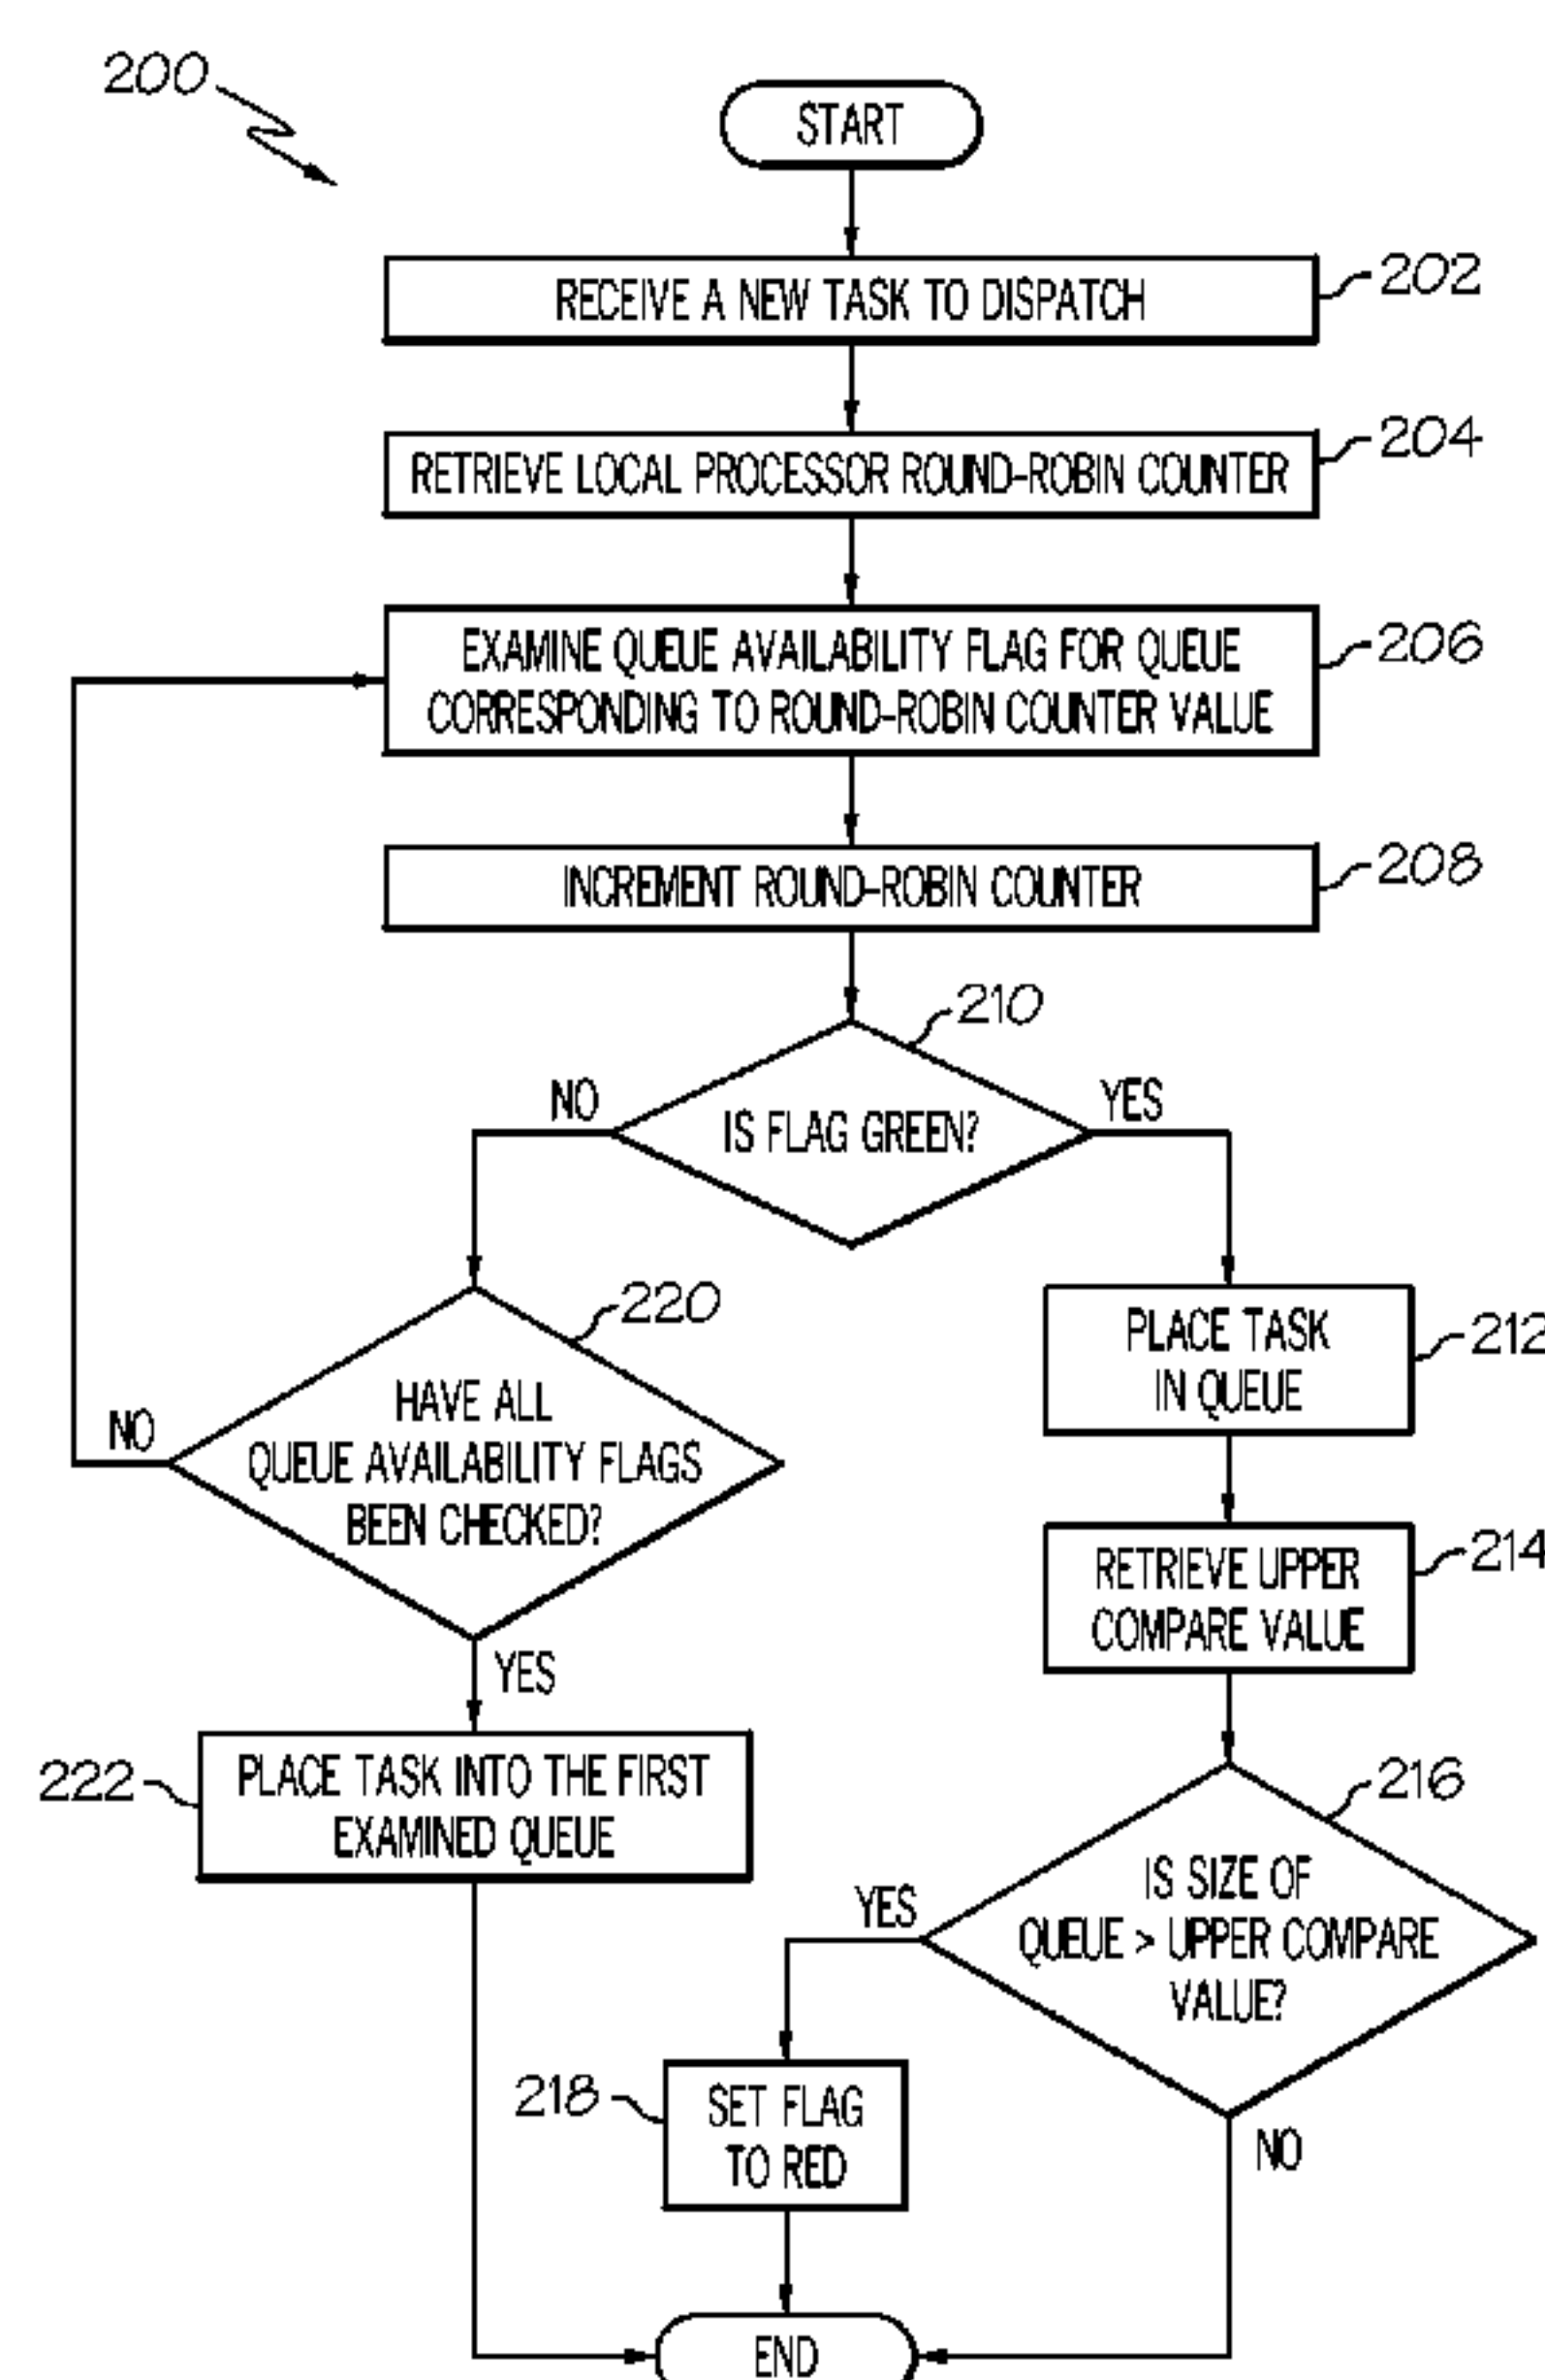 200
START
RECEIVE A NEW TASK TO DISPATCH
202
RETRIEVE LOCAL PROCESSOR ROUND-ROBIN COUNTER
204
EXAMINE QUEUE AVAILABILITY FLAG FOR QUEUE
CORRESPONDING TO ROUND-ROBIN COUNTER VALUE
206
INCREMENT ROUND-ROBIN COUNTER
208
210
NO
YES
IS FLAG GREEN?
220
HAVE ALL
QUEUE AVAILABILITY FLAGS
BEEN CHECKED?
NO
YES
PLACE TASK
IN QUEUE
212
RETRIEVE UPPER
COMPARE VALUE
214
222
PLACE TASK INTO THE FIRST
EXAMINED QUEUE
216
IS SIZE OF
QUEUE > UPPER COMPARE
VALUE?
YES
NO
218
SET FLAG
TO RED
END